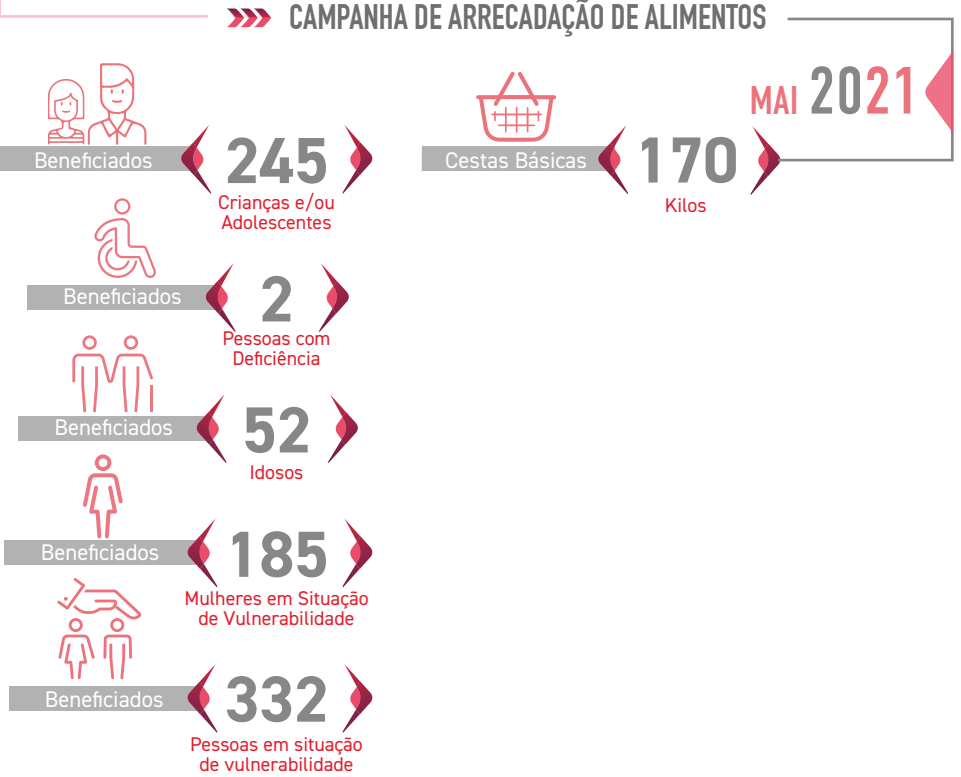 CAMPANHA DE ARRECADAÇÃO DE ALIMENTOS
MAI 2021
Beneficiados
245
Crianças e/ou
Adolescentes
Cestas Básicas
170
Kilos
Beneficiados
2
Pessoas com
Deficiência
Beneficiados
52
Idosos
Beneficiados
185
Mulheres em Situação
de Vulnerabilidade
Beneficiados
332
Pessoas em situação
de vulnerabilidade